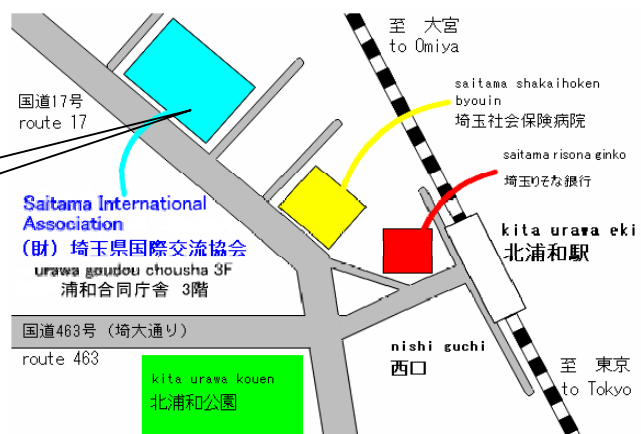 至 大宮
to Omiya
国道17号
route 17
saitama shakaihoken
byouin
埼玉社会保険病院
saitama risona ginko
埼玉りそな銀行
Saitama International
Association
(財) 埼玉県国際交流協会
urawa goudou chousha 3F
浦和合同庁舎 3階
kita urawa eki
北浦和駅
国道463号 (埼大通り)
route 463
nishi guchi
西口
kita urawa kouen
北浦和公園
至 東京
to Tokyo